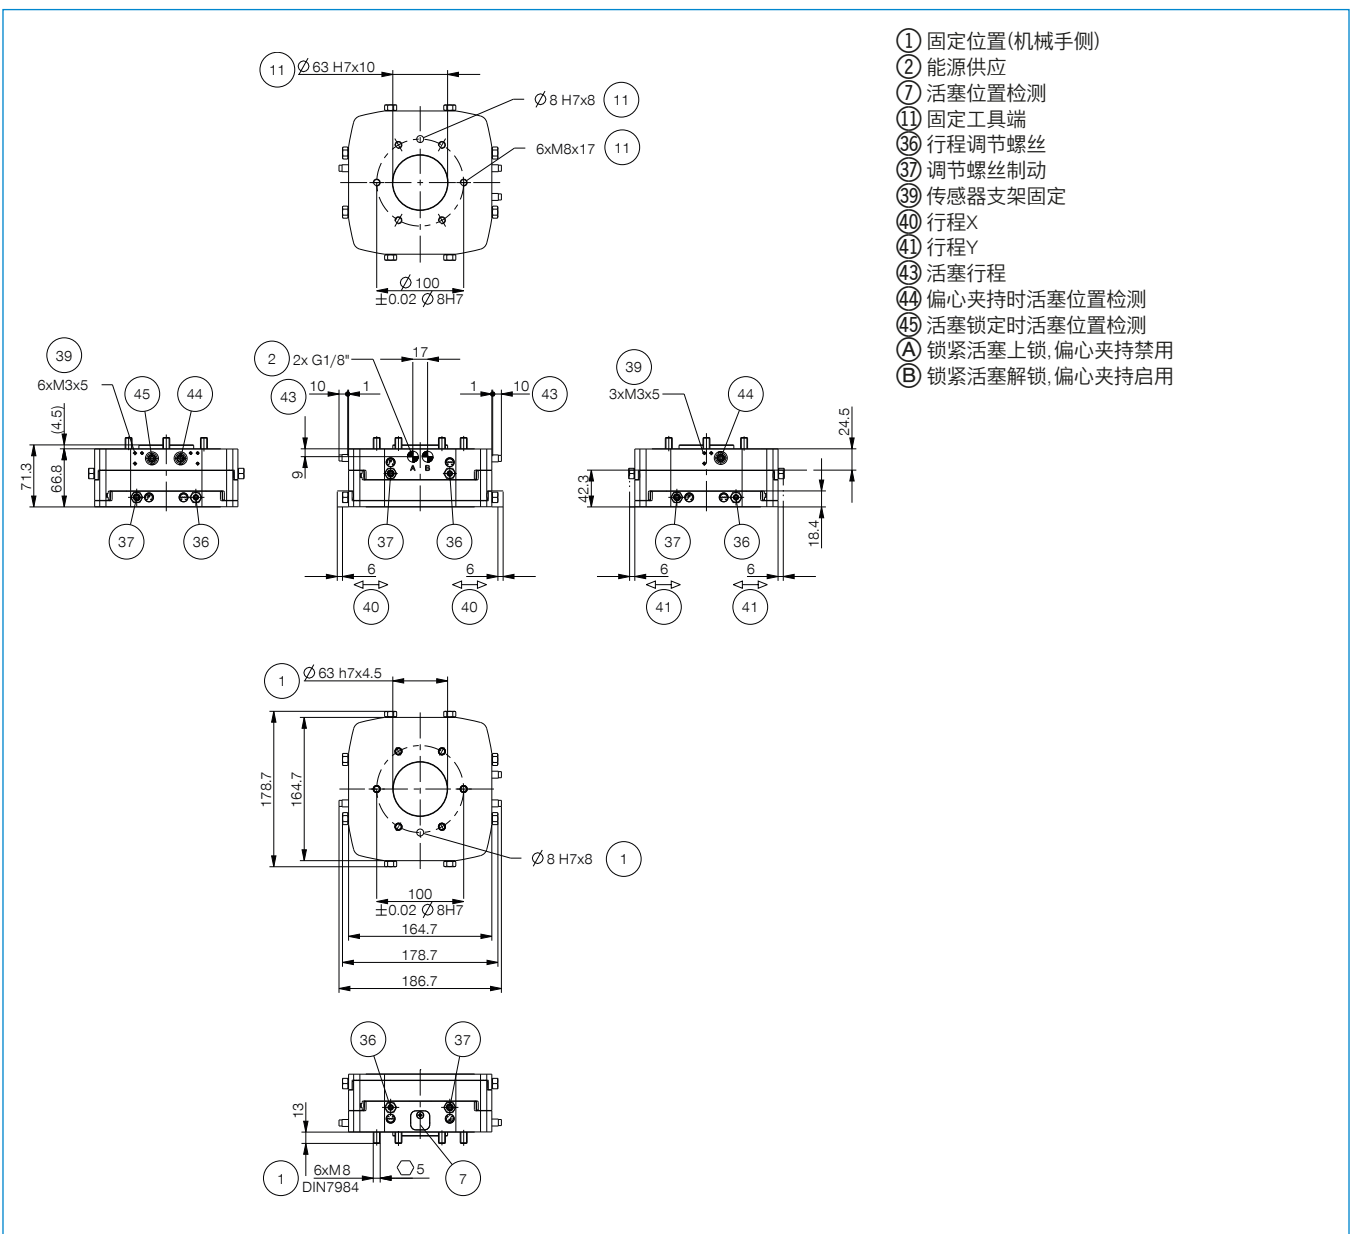 ① 固定位置(机械手侧)
② 能源供应
⑦ 活塞位置检测
⑪ 固定工具端
㊱ 行程调节螺丝
㊲ 调节螺丝制动
㊴ 传感器支架固定
㊵ 行程X
㊶ 行程Y
㊸ 活塞行程
㊹ 偏心夹持时活塞位置检测
㊺ 活塞锁定时活塞位置检测
Ⓐ 锁紧活塞上锁,偏心夹持禁用
Ⓑ 锁紧活塞解锁,偏心夹持启用
11 Ø 63 H7x10
Ø 8 H7x8 11
6xM8x17 11
Ø 100
±0.02 Ø 8H7
39
6xM3x5
45
44
(4.5)
71.3
66.8
37
36
2 2x G1/8"
17
43
10
1
1
10
43
9
A B
37
36
6
6
40
40
39
3xM3x5
44
24.5
42.3
18.4
37
36
6
6
41
41
1 Ø 63 h7x4.5
178.7
164.7
Ø 8 H7x8 1
100
±0.02 Ø 8H7
164.7
178.7
186.7
36
37
13
1
6xM8
DIN7984
5
7